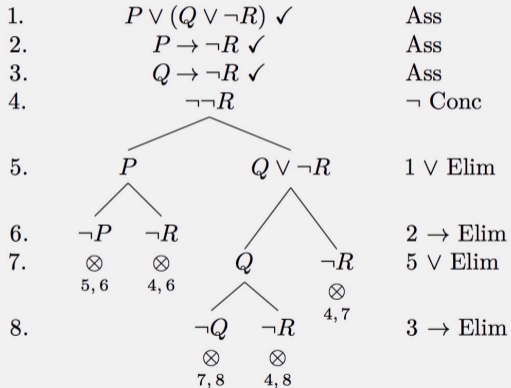 1. P ∨ (Q ∨ ¬R) ✓ Ass
2. P → ¬R ✓ Ass
3. Q → ¬R ✓ Ass
4. ¬¬R ¬ Conc
5. P Q ∨ ¬R 1 ∨ Elim
6. ¬P ¬R 2 → Elim
7. ⊗ ⊗ Q ¬R 5 ∨ Elim
5, 6 4, 6 ⊗
4, 7
8. ¬Q ¬R 3 → Elim
⊗ ⊗
7, 8 4, 8